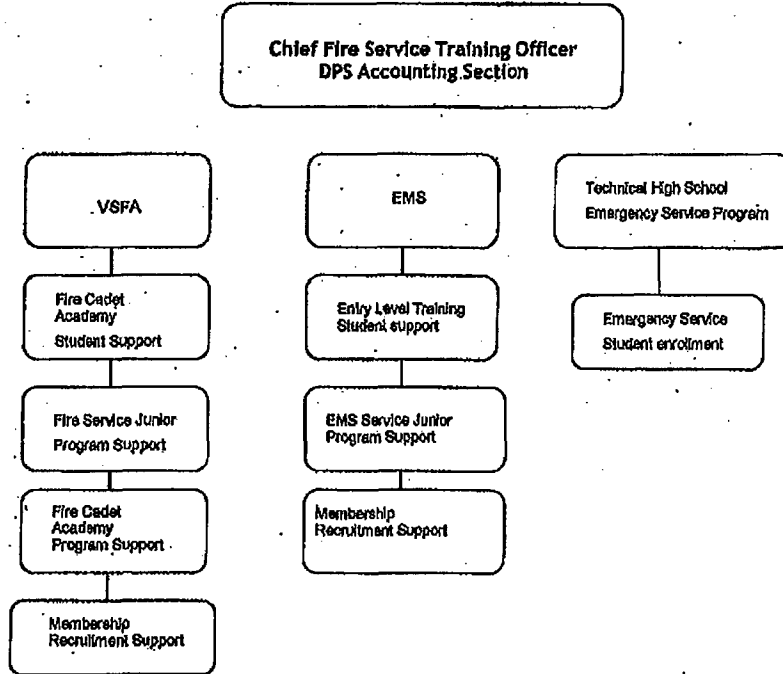 Chief Fire Service Training Officer
DPS Accounting Section
VSFA
EMS
Technical High School
Emergency Service Program
Fire Cadet
Academy
Student Support
Entry Level Training
Student support
Emergency Service
Student enrollment
Fire Service Junior
Program Support
EMS Service Junior
Program Support
Fire Cadet
Academy
Program Support
Membership
Recruitment Support
Membership
Recruitment Support